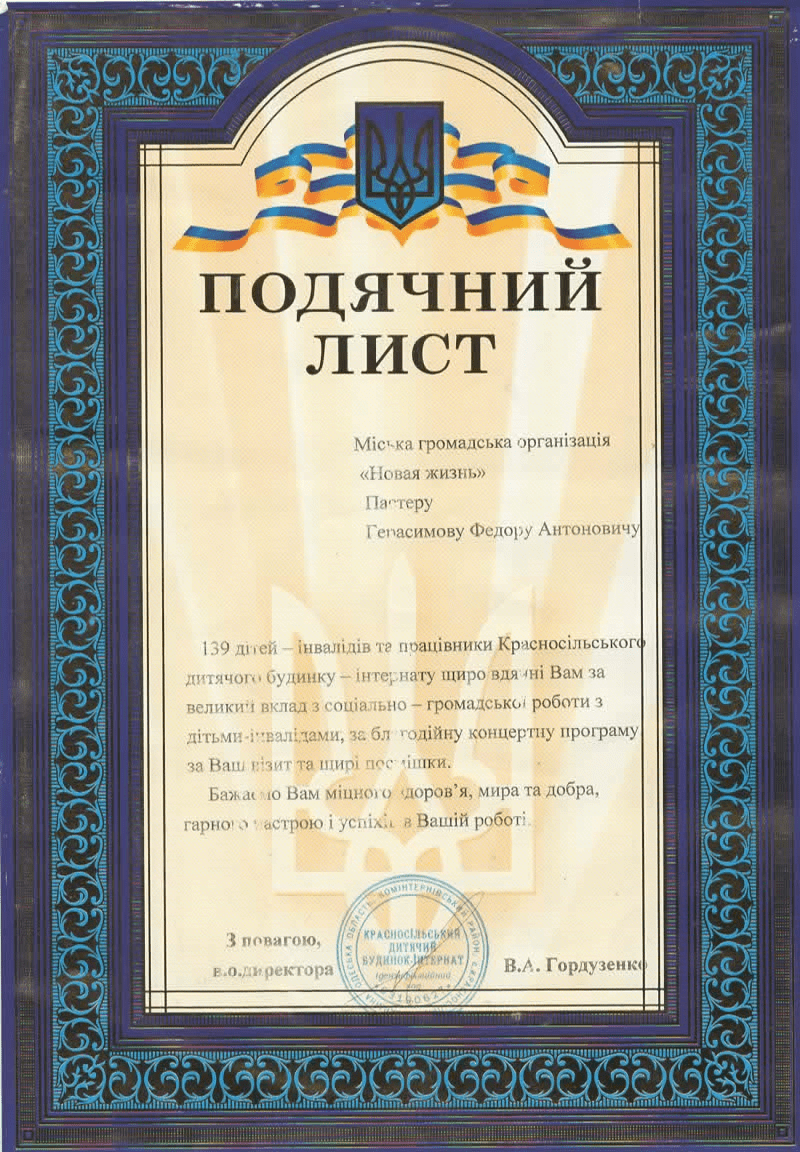 ПОДЯЧНИЙ
ЛИСТ
Міська громадська організація
«Новая жизнь»
Пастеру
Герасимову Федору Антоновичу
139 дітей – інвалідів та працівники Красносільського
дитячого будинку – інтернату щиро вдячні Вам за
великий вклад з соціально – громадської роботи з
дітьми-інвалідами, за благодійну концертну програму,
за Ваш візит та щирі посмішки.
Бажаємо Вам міцного здоров'я, мира та добра,
гарного настрою і успіхів в Вашій роботі.
З повагою,
в.о.директора
В.А. Гордузенко
ОДЕСЬКА ОБЛАСТЬ, КОМІНТЕРНІВСЬКИЙ РАЙОН
КРАСНОСІЛЬСЬКИЙ
ДИТЯЧИЙ
БУДИНОК-ІНТЕРНАТ
Ідентифікаційний
код